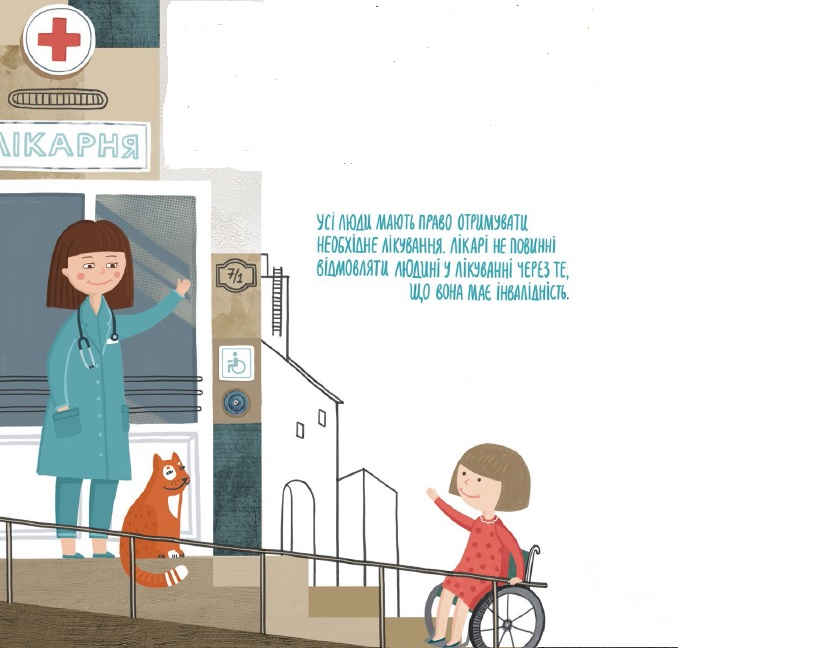 ЛІКАРНЯ
7/1
УСІ ЛЮДИ МАЮТЬ ПРАВО ОТРИМУВАТИ
НЕОБХІДНЕ ЛІКУВАННЯ. ЛІКАРІ НЕ ПОВИННІ
ВІДМОВЛЯТИ ЛЮДИНІ У ЛІКУВАННІ ЧЕРЕЗ ТЕ,
ЩО ВОНА МАЄ ІНВАЛІДНІСТЬ.